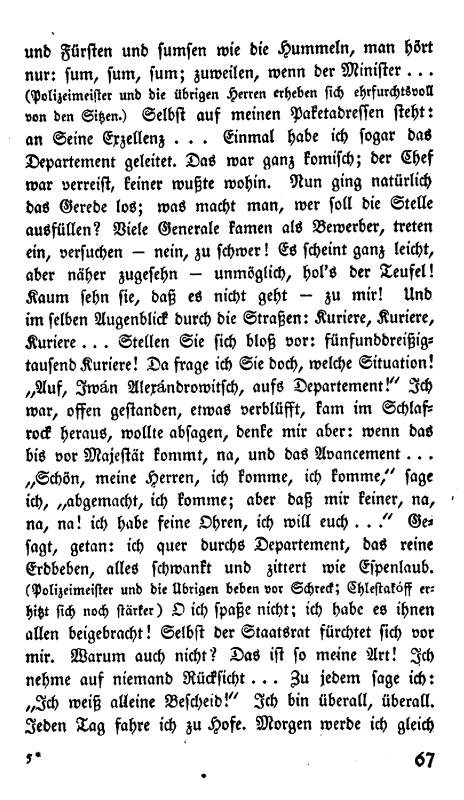 und Fürsten und sumsen wie die Hummeln, man hört
nur: sum, sum, sum; zuweilen, wenn der Minister . . .
(Polizeimeister und die übrigen Herren erheben sich ehrfurchtsvoll
von den Sitzen.) Selbst auf meinen Paketadressen steht:
an Seine Exzellenz . . . Einmal habe ich sogar das
Departement geleitet. Das war ganz komisch; der Chef
war verreist, keiner wußte wohin. Nun ging natürlich
das Gerede los; was macht man, wer soll die Stelle
ausfüllen? Viele Generale kamen als Bewerber, treten
ein, versuchen — nein, zu schwer! Es scheint ganz leicht,
aber näher zugesehn — unmöglich, hol's der Teufel!
Kaum sehn sie, daß es nicht geht — zu mir! Und
im selben Augenblick durch die Straßen: Kuriere, Kuriere,
Kuriere . . . Stellen Sie sich bloß vor: fünfunddreißig-
tausend Kuriere! Da frage ich Sie doch, welche Situation!
„Auf, Iwán Alexándrowitsch, aufs Departement!“ Ich
war, offen gestanden, etwas verblüfft, kam im Schlaf-
rock heraus, wollte absagen, denke mir aber: wenn das
bis vor Majestät kommt, na, und das Avancement . . .
„Schön, meine Herren, ich komme, ich komme,“ sage
ich, „abgemacht, ich komme; aber daß mir keiner, na,
na, na! ich habe feine Ohren, ich will euch . . .“ Ge-
sagt, getan: ich quer durchs Departement, das reine
Erdbeben, alles schwankt und zittert wie Espenlaub.
(Polizeimeister und die Übrigen beben vor Schreck; Chlestakóff er-
hitzt sich noch stärker) O ich spaße nicht; ich habe es ihnen
allen beigebracht! Selbst der Staatsrat fürchtet sich vor
mir. Warum auch nicht? Das ist so meine Art! Ich
nehme auf niemand Rücksicht . . . Zu jedem sage ich:
„Ich weiß alleine Bescheid!“ Ich bin überall, überall.
Jeden Tag fahre ich zu Hofe. Morgen werde ich gleich
5* 67